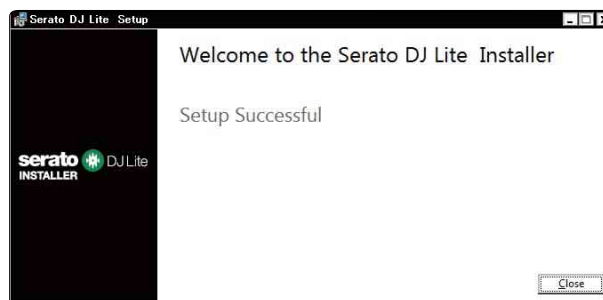 Serato DJ Lite Setup
Welcome to the Serato DJ Lite Installer
Setup Successful
serato DJ Lite
INSTALLER
Close